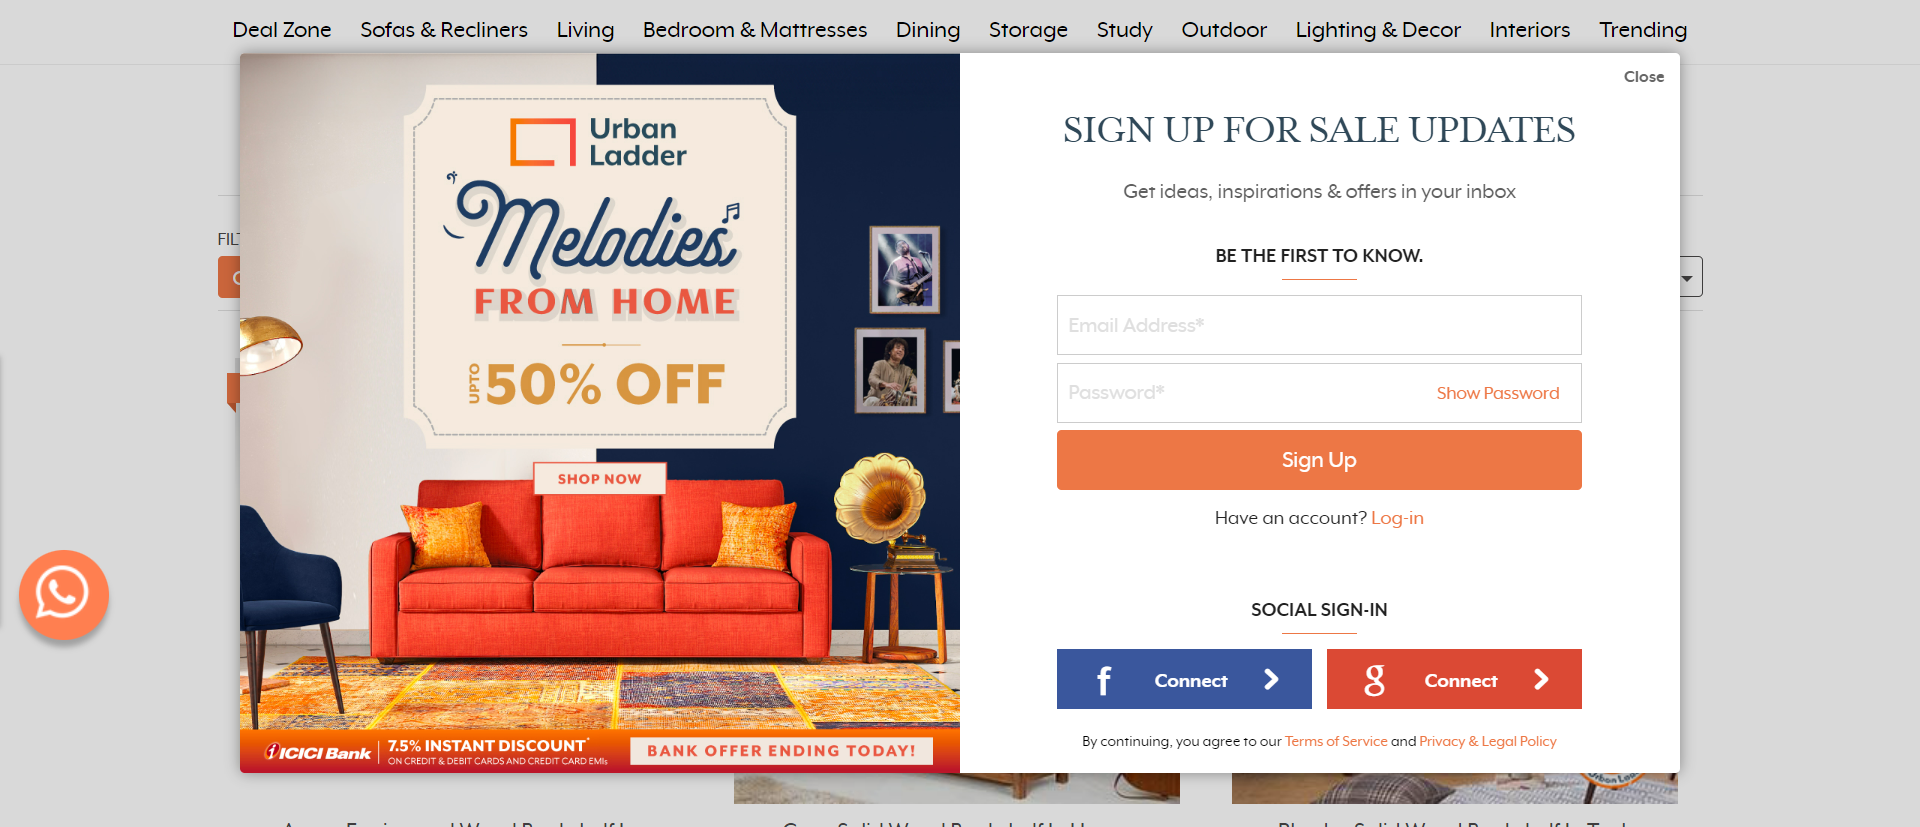 Deal Zone Sofas & Recliners Living Bedroom & Mattresses Dining Storage Study Outdoor Lighting & Decor Interiors Trending
Close
Urban
Ladder
Melodies
FROM HOME
UPTO 50% OFF
SHOP NOW
ICICI Bank
7.5% INSTANT DISCOUNT*
ON CREDIT & DEBIT CARDS AND CREDIT CARD EMIs
BANK OFFER ENDING TODAY!
SIGN UP FOR SALE UPDATES
Get ideas, inspirations & offers in your inbox
BE THE FIRST TO KNOW.
Email Address*
Password* Show Password
Sign Up
Have an account? Log-in
SOCIAL SIGN-IN
f Connect
g Connect
By continuing, you agree to our Terms of Service and Privacy & Legal Policy